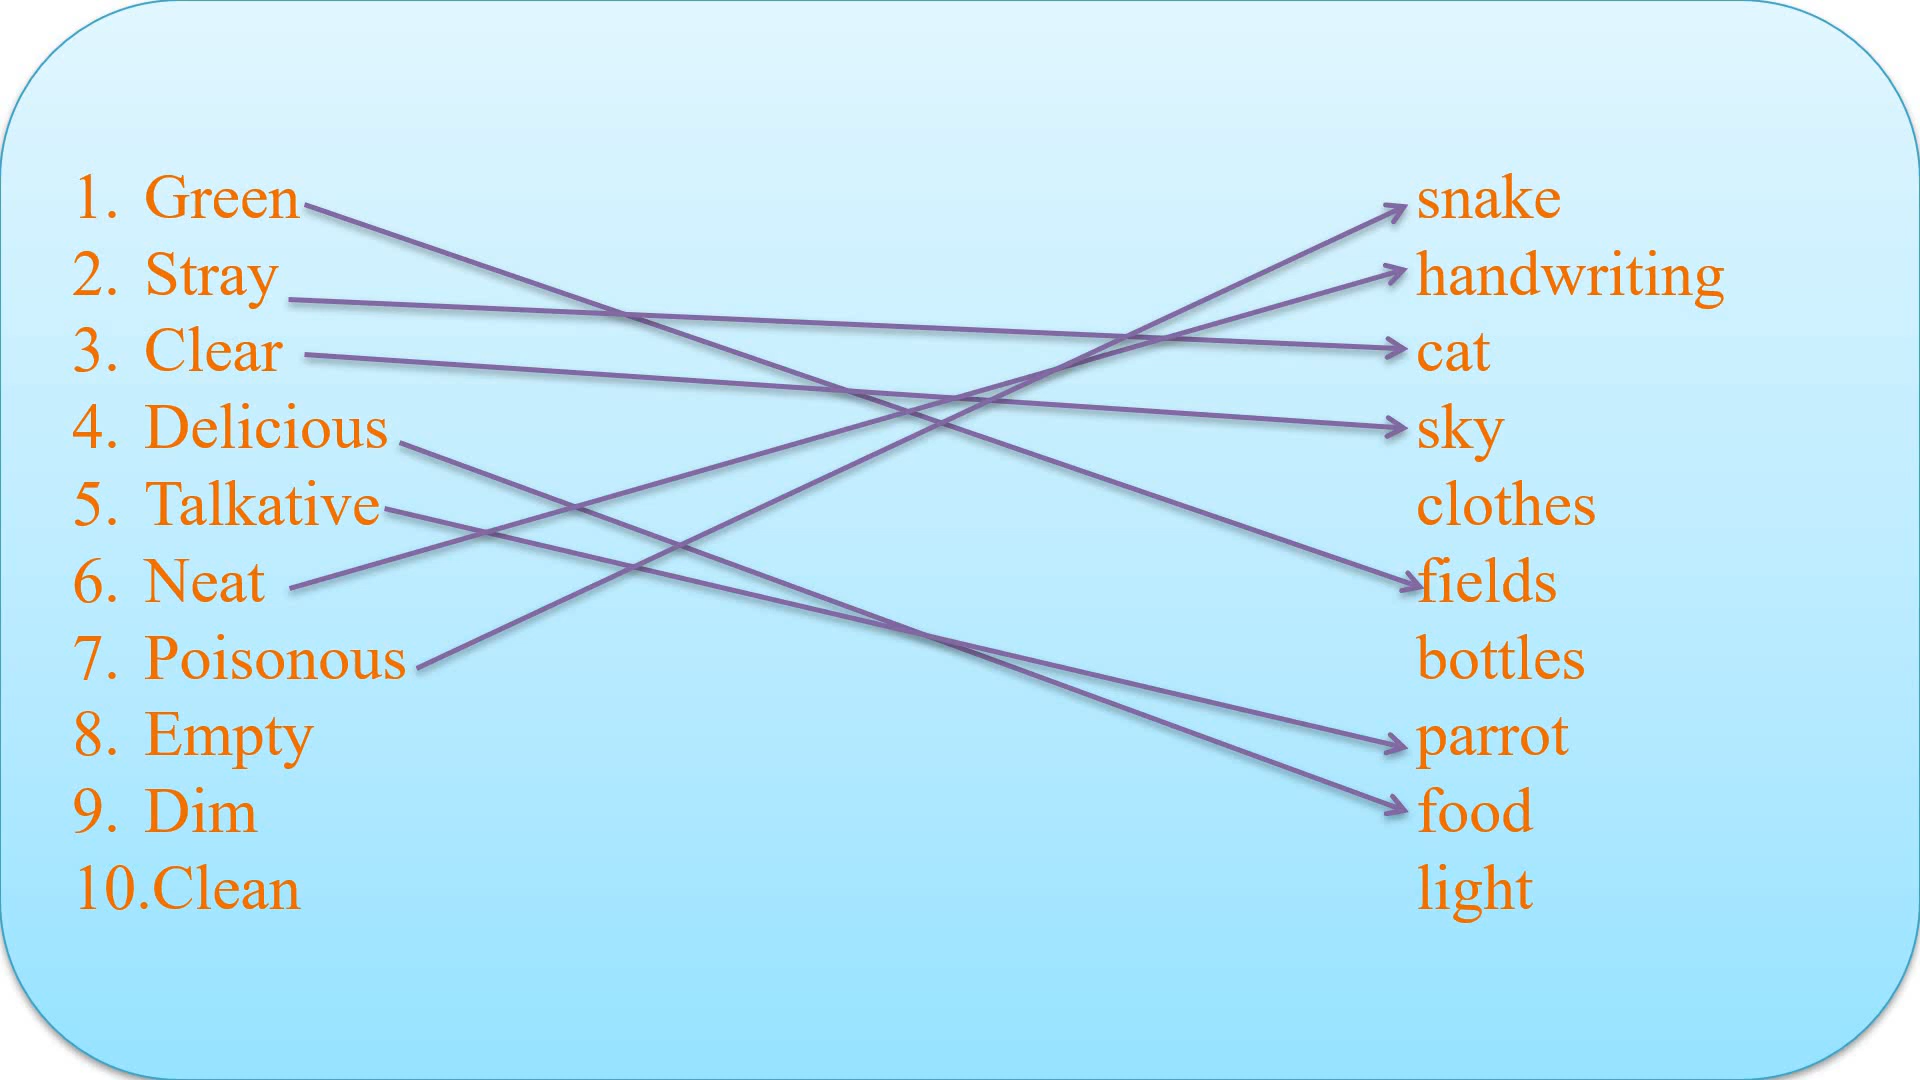 1. Green snake
2. Stray handwriting
3. Clear cat
4. Delicious sky
5. Talkative clothes
6. Neat fields
7. Poisonous bottles
8. Empty parrot
9. Dim food
10.Clean light